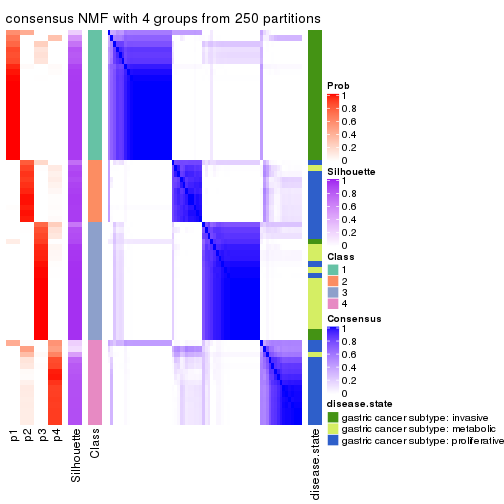 consensus NMF with 4 groups from 250 partitions
Prob
1
0.8
0.6
0.4
0.2
0
Silhouette
1
0.8
0.6
0.4
0.2
0
Class
1
2
3
4
Consensus
1
0.8
0.6
0.4
0.2
0
disease.state
gastric cancer subtype: invasive
gastric cancer subtype: metabolic
gastric cancer subtype: proliferative
p1
p2
p3
p4
Silhouette
Class
disease.state